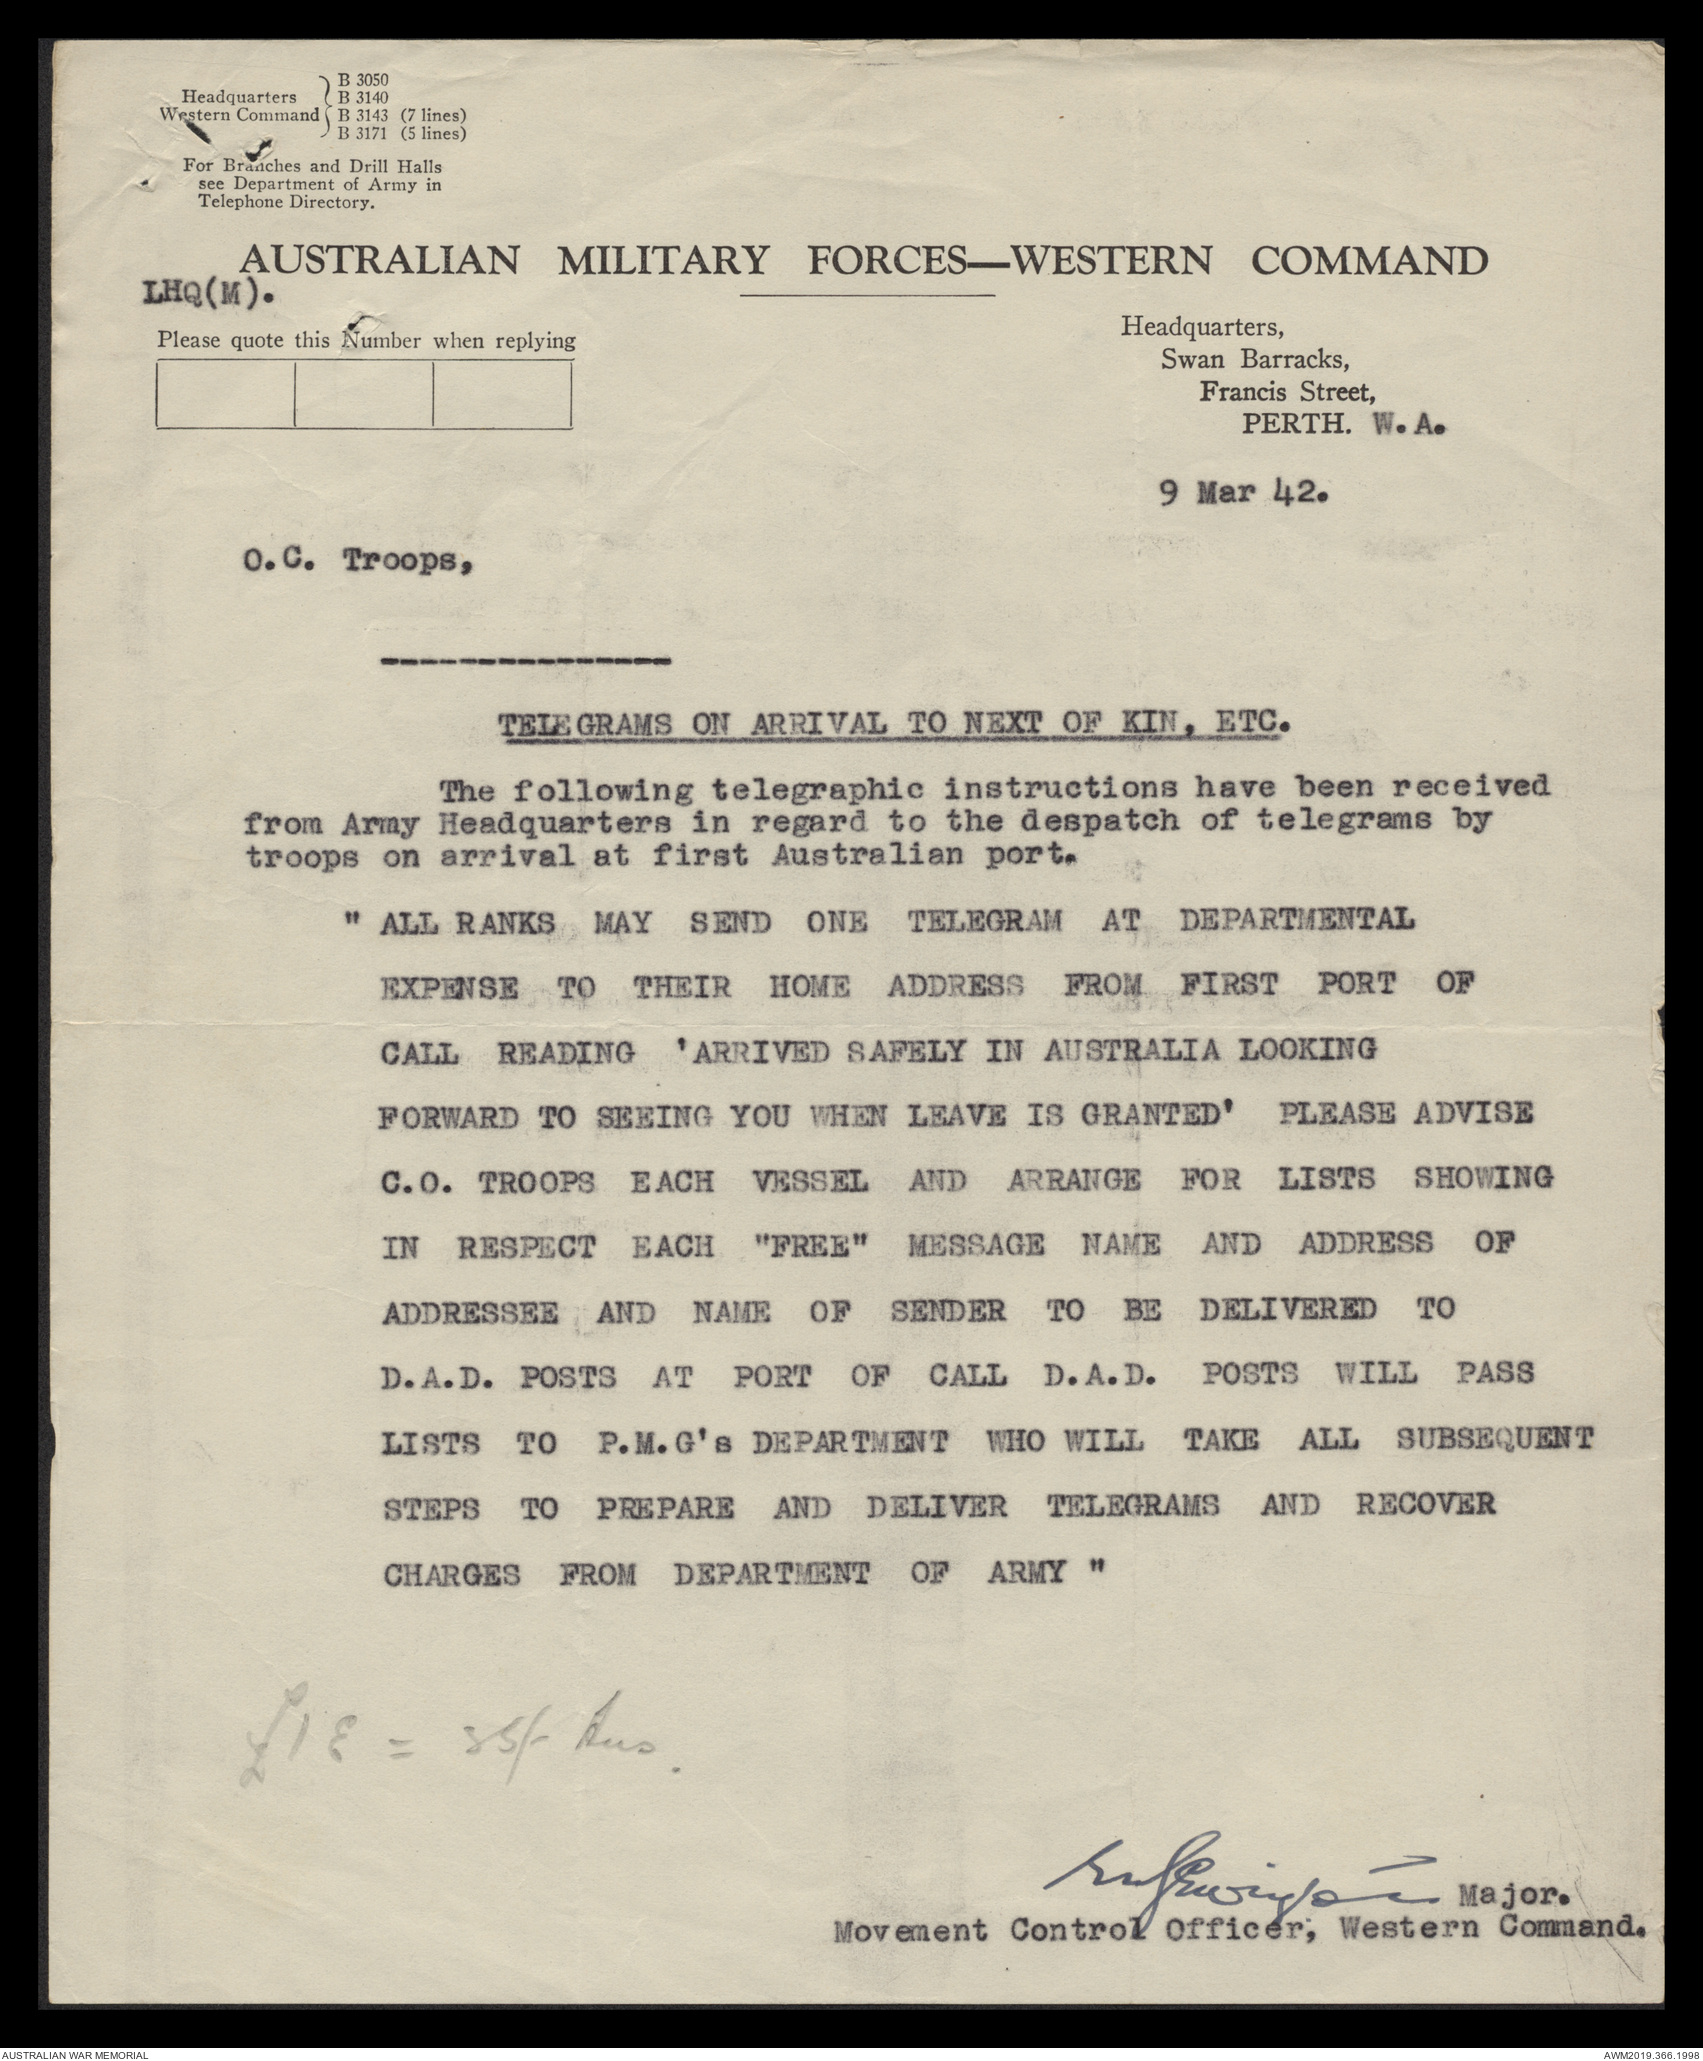 B 3050
Headquarters B 3140
Western Command B 3143 (7 lines)
B 3171 (5 lines)
For Branches and Drill Halls
see Department of Army in
Telephone Directory.
AUSTRALIAN MILITARY FORCES—WESTERN COMMAND
LHQ(M).
Please quote this Number when replying
Headquarters,
Swan Barracks,
Francis Street,
PERTH. W.A.
9 Mar 42.
O.C. Troops,
---------------
TELEGRAMS ON ARRIVAL TO NEXT OF KIN, ETC.
The following telegraphic instructions have been received
from Army Headquarters in regard to the despatch of telegrams by
troops on arrival at first Australian port.
" ALL RANKS MAY SEND ONE TELEGRAM AT DEPARTMENTAL
EXPENSE TO THEIR HOME ADDRESS FROM FIRST PORT OF
CALL READING 'ARRIVED SAFELY IN AUSTRALIA LOOKING
FORWARD TO SEEING YOU WHEN LEAVE IS GRANTED' PLEASE ADVISE
C.O. TROOPS EACH VESSEL AND ARRANGE FOR LISTS SHOWING
IN RESPECT EACH "FREE" MESSAGE NAME AND ADDRESS OF
ADDRESSEE AND NAME OF SENDER TO BE DELIVERED TO
D.A.D. POSTS AT PORT OF CALL D.A.D. POSTS WILL PASS
LISTS TO P.M.G's DEPARTMENT WHO WILL TAKE ALL SUBSEQUENT
STEPS TO PREPARE AND DELIVER TELEGRAMS AND RECOVER
CHARGES FROM DEPARTMENT OF ARMY "
£1 E = 25/- Aus.
Major.
Movement Control Officer, Western Command.
AUSTRALIAN WAR MEMORIAL
AWM2019.366.1998